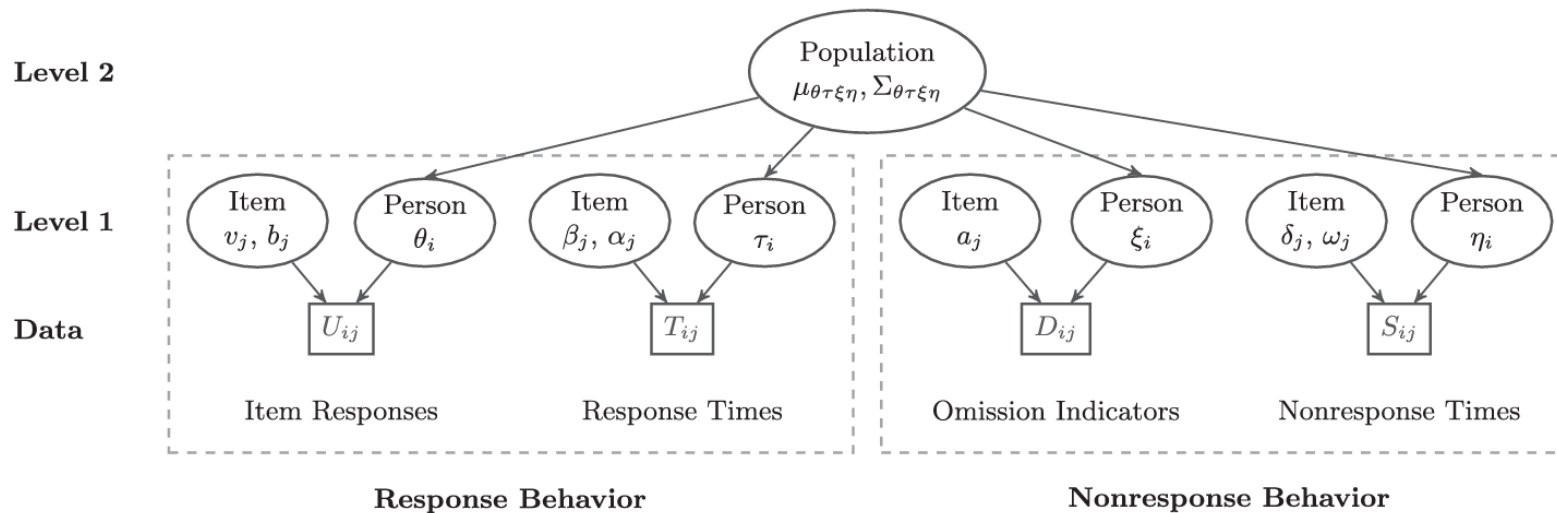 Level 2
Population
μθτξη, Σθτξη
Level 1
Item
vj, bj
Person
θi
Item
βj, αj
Person
τi
Item
aj
Person
ξi
Item
δj, ωj
Person
ηi
Data
Uij
Tij
Dij
Sij
Item Responses
Response Times
Omission Indicators
Nonresponse Times
Response Behavior
Nonresponse Behavior